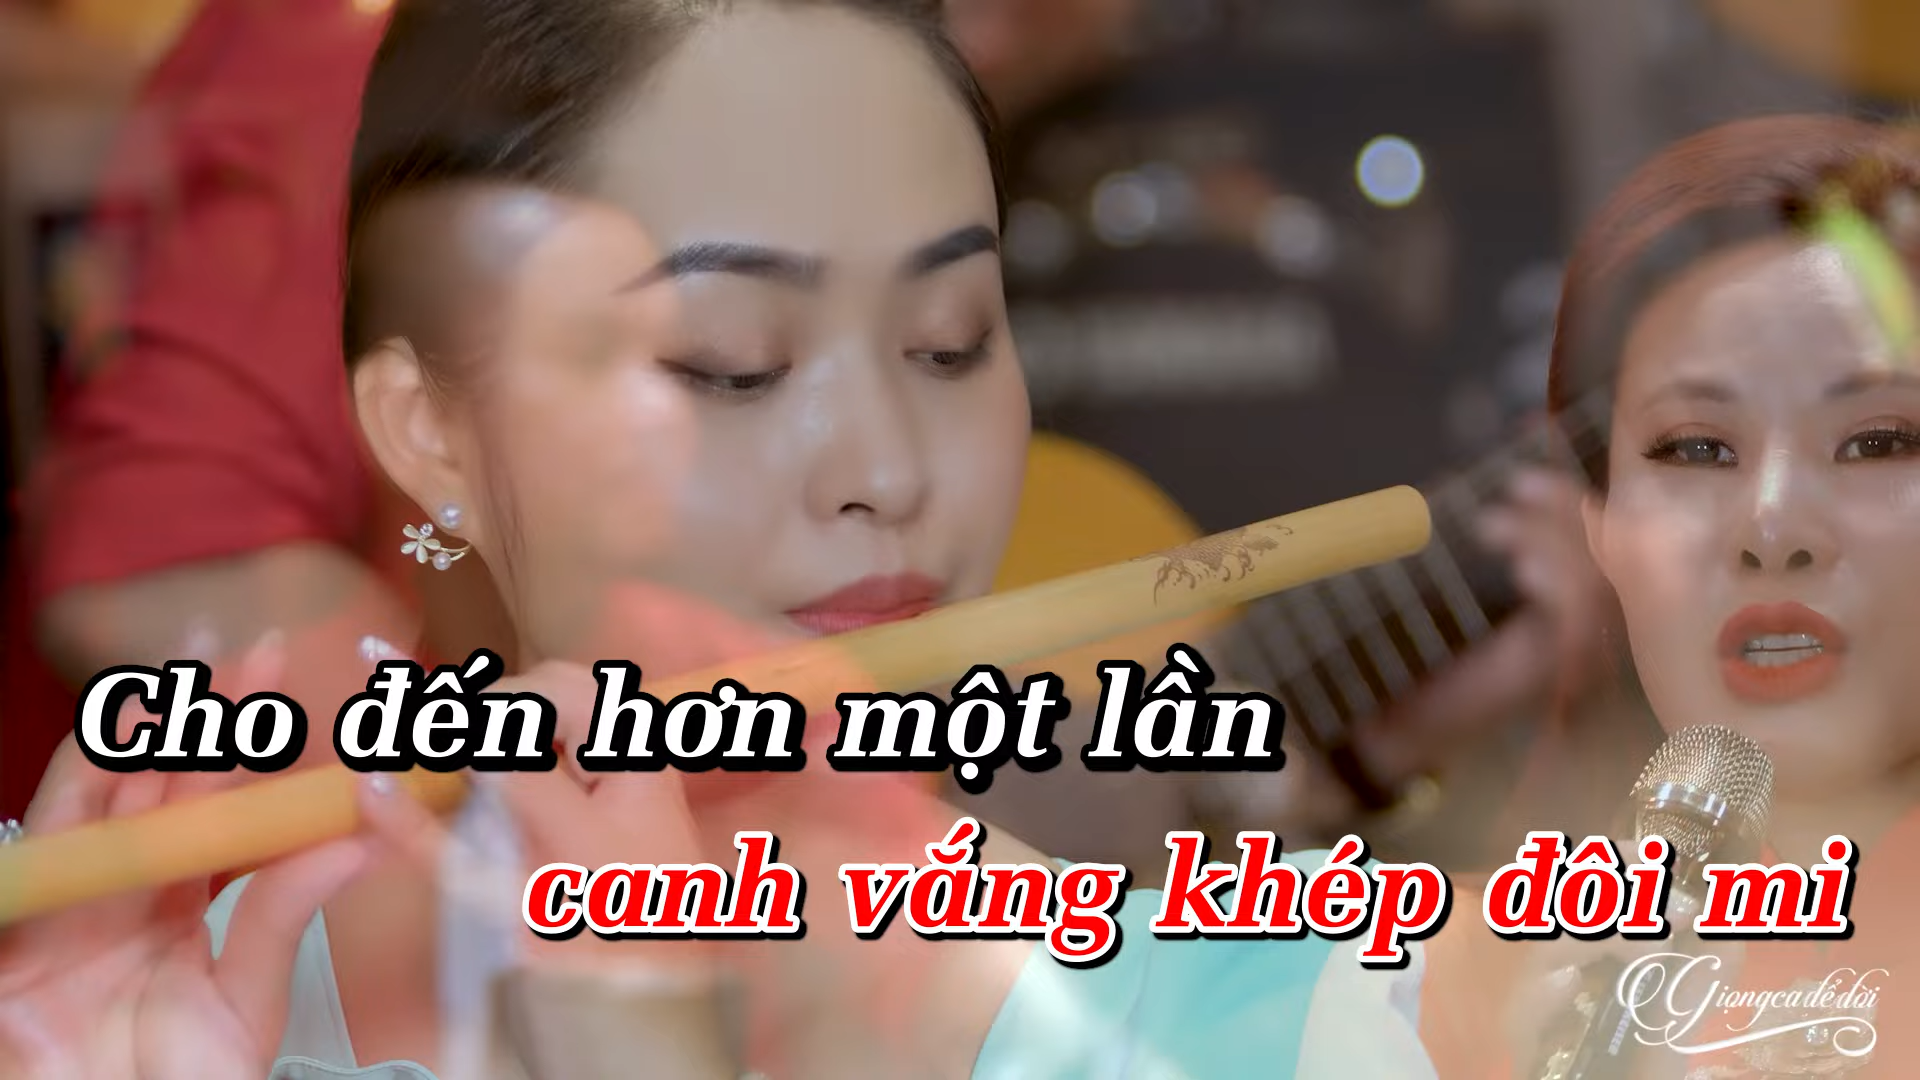 Cho đến hơn một lần
canh vắng khép đôi mi
Giọng ca để đời